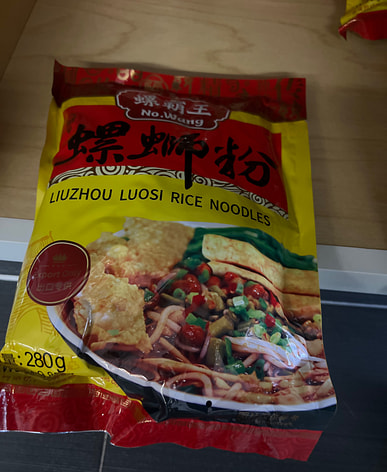 螺霸王
No.Wang
螺蛳粉
LIUZHOU LUOSI RICE NOODLES
280g